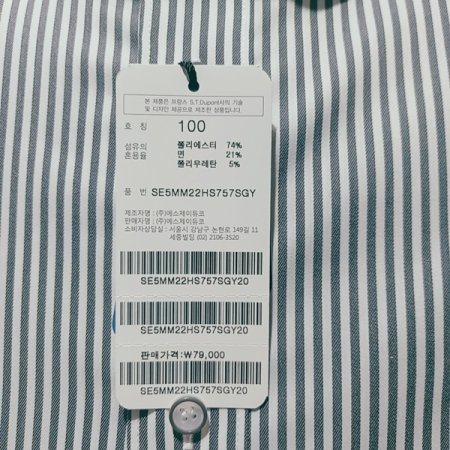 본 제품은 프랑스 S.T.Dupont사의 기술
및 디자인 제공으로 제조한 상품입니다.
호 칭 100
섬유의 폴리에스터 74%
혼용율 면 21%
폴리우레탄 5%
품 번 SE5MM22HS757SGY
제조자명 : (주)에스제이듀코
판매자명 : (주)에스제이듀코
소비자상담실 : 서울시 강남구 논현로 149길 11
세중빌딩 (02) 2106-3520
SE5MM22HS757SGY20
SE5MM22HS757SGY20
판매가격:₩79,000
SE5MM22HS757SGY20